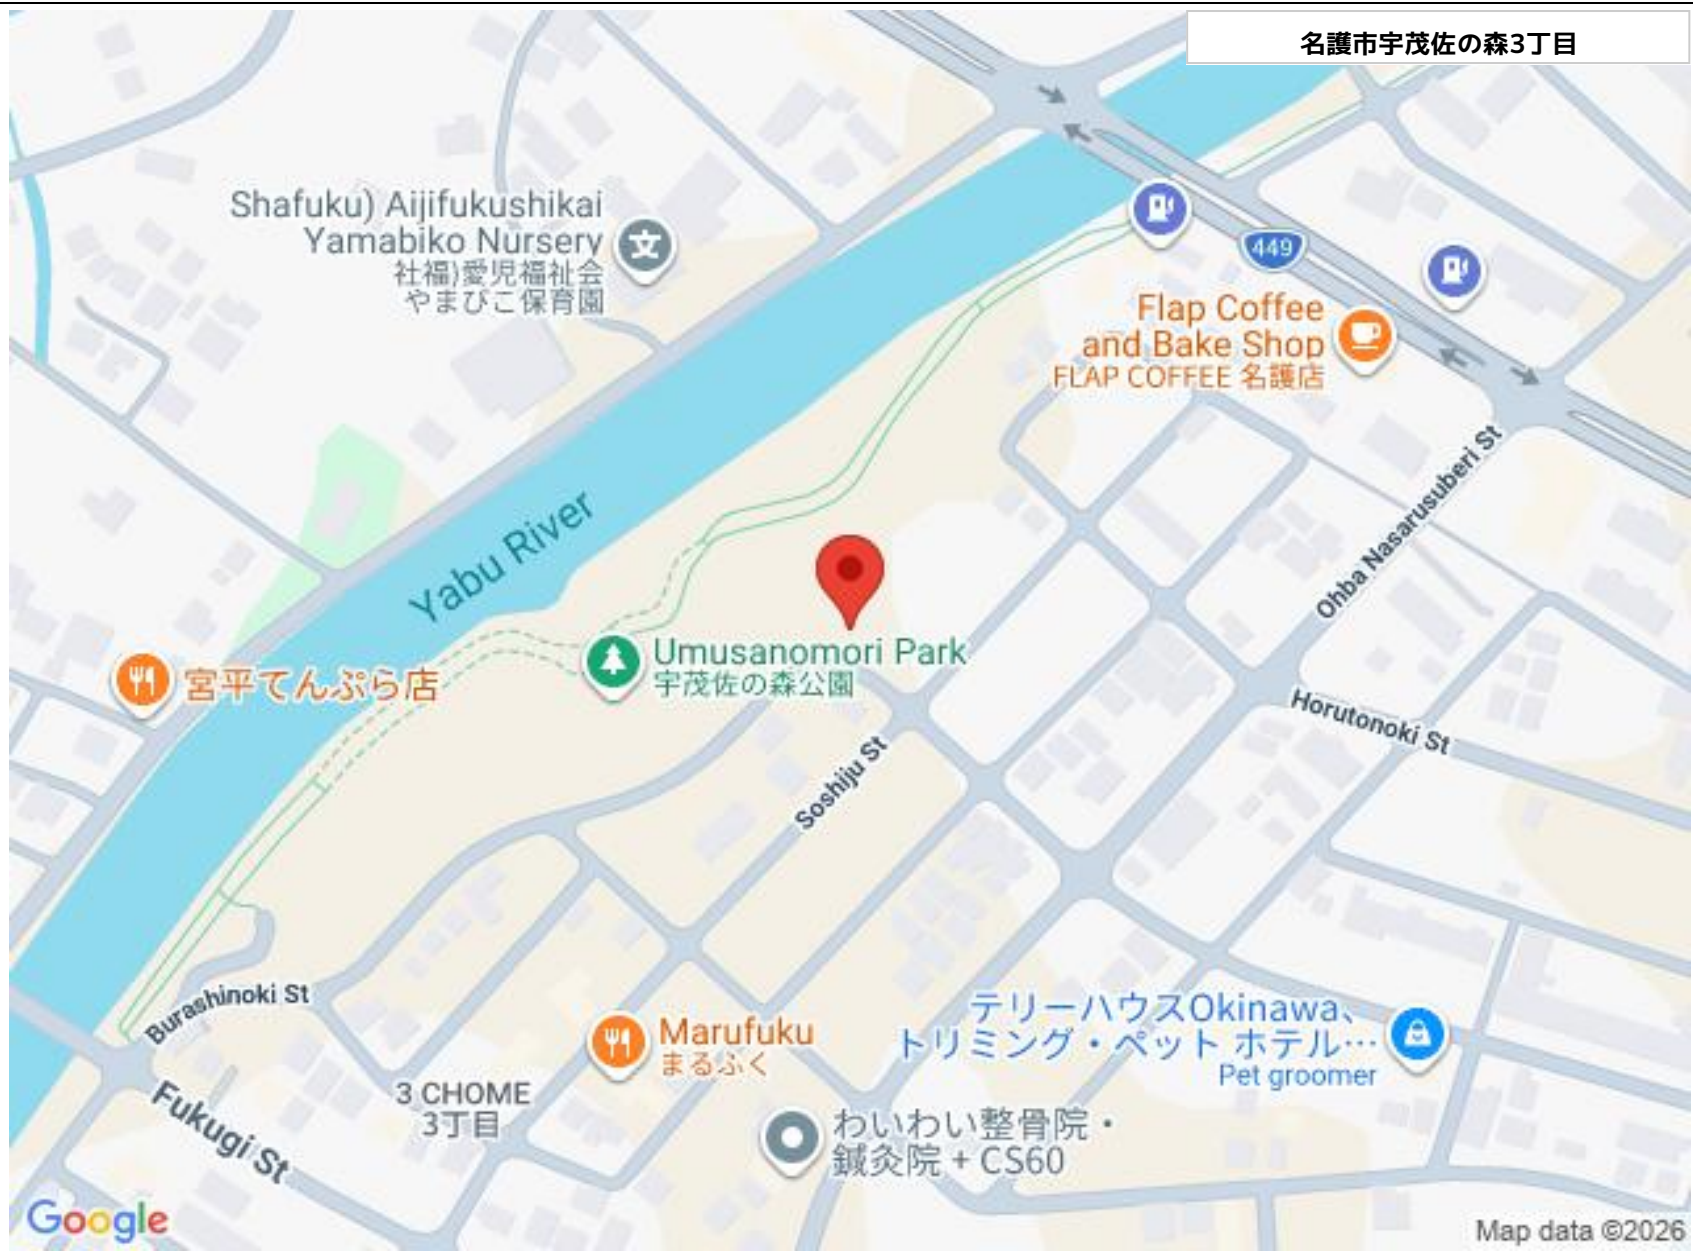 名護市宇茂佐の森3丁目
Shafuku) Aijifukushikai
Yamabiko Nursery
社福)愛児福祉会
やまびこ保育園
文
449
Flap Coffee
and Bake Shop
FLAP COFFEE 名護店
Ohba Nasarusuberi St
Yabu River
宮平てんぷら店
Umusanomori Park
宇茂佐の森公園
Horutonoki St
Soshiju St
Burashinoki St
Marufuku
まるふく
テリーハウスOkinawa、
トリミング・ペット ホテル…
Pet groomer
3 CHOME
3丁目
Fukugi St
わいわい整骨院・
鍼灸院 + CS60
Google
Map data ©2026